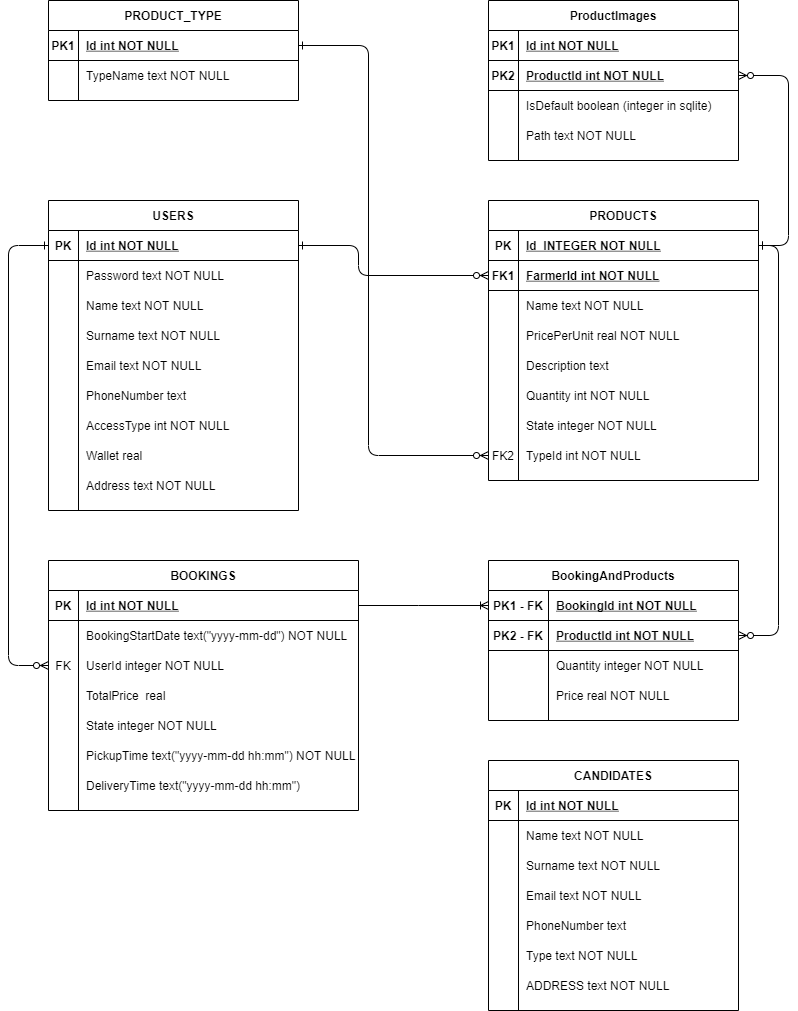 PRODUCT_TYPE
PK1 Id int NOT NULL
TypeName text NOT NULL
ProductImages
PK1 Id int NOT NULL
PK2 ProductId int NOT NULL
IsDefault boolean (integer in sqlite)
Path text NOT NULL
USERS
PK Id int NOT NULL
Password text NOT NULL
Name text NOT NULL
Surname text NOT NULL
Email text NOT NULL
PhoneNumber text
AccessType int NOT NULL
Wallet real
Address text NOT NULL
PRODUCTS
PK Id INTEGER NOT NULL
FK1 FarmerId int NOT NULL
Name text NOT NULL
PricePerUnit real NOT NULL
Description text
Quantity int NOT NULL
State integer NOT NULL
FK2 TypeId int NOT NULL
BOOKINGS
PK Id int NOT NULL
BookingStartDate text("yyyy-mm-dd") NOT NULL
FK UserId integer NOT NULL
TotalPrice real
State integer NOT NULL
PickupTime text("yyyy-mm-dd hh:mm") NOT NULL
DeliveryTime text("yyyy-mm-dd hh:mm")
BookingAndProducts
PK1 - FK BookingId int NOT NULL
PK2 - FK ProductId int NOT NULL
Quantity integer NOT NULL
Price real NOT NULL
CANDIDATES
PK Id int NOT NULL
Name text NOT NULL
Surname text NOT NULL
Email text NOT NULL
PhoneNumber text
Type text NOT NULL
ADDRESS text NOT NULL